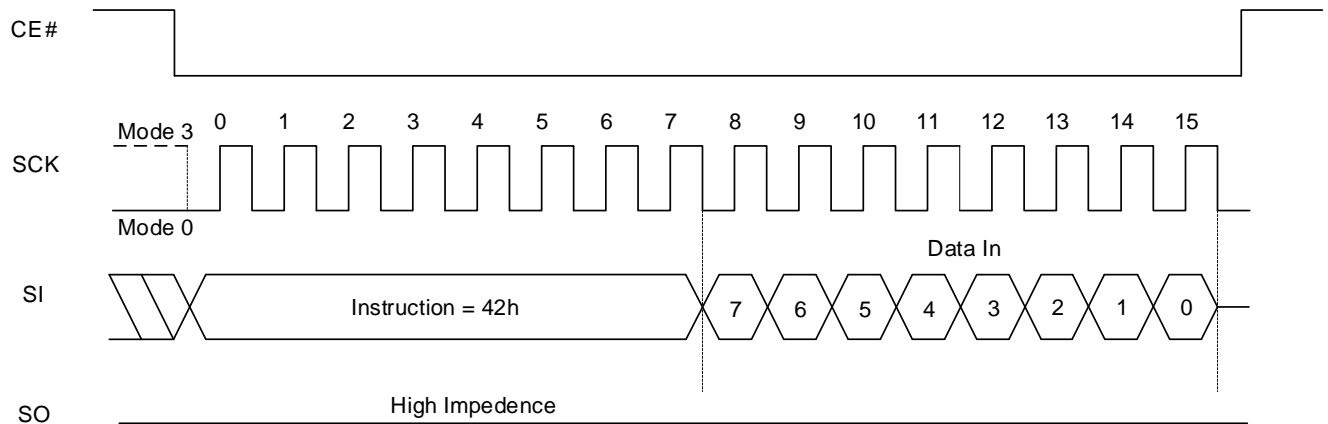 CE#
0 1 2 3 4 5 6 7 8 9 10 11 12 13 14 15
Mode 3
SCK
Mode 0
Data In
SI
Instruction = 42h 7 6 5 4 3 2 1 0
High Impedence
SO